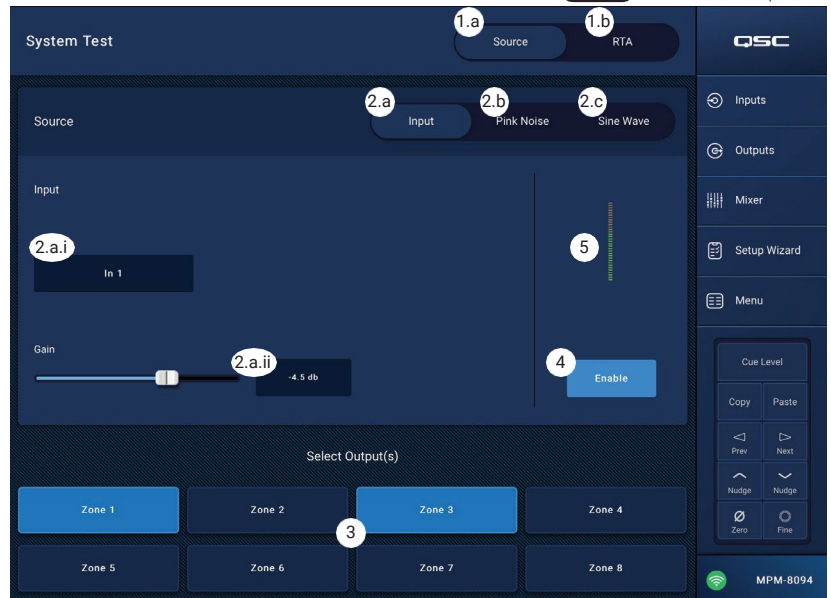 1.a
1.b
System Test
Source
RTA
QSC
2.a
2.b
2.c
Source
Input
Pink Noise
Sine Wave
Inputs
Outputs
Mixer
Setup Wizard
Menu
Input
2.a.i
In 1
5
Gain
2.a.ii
-4.5 db
4
Enable
Cue Level
Copy
Paste
Prev
Next
Nudge
Nudge
Zero
Fine
Select Output(s)
Zone 1
Zone 2
Zone 3
Zone 4
3
Zone 5
Zone 6
Zone 7
Zone 8
MPM-8094